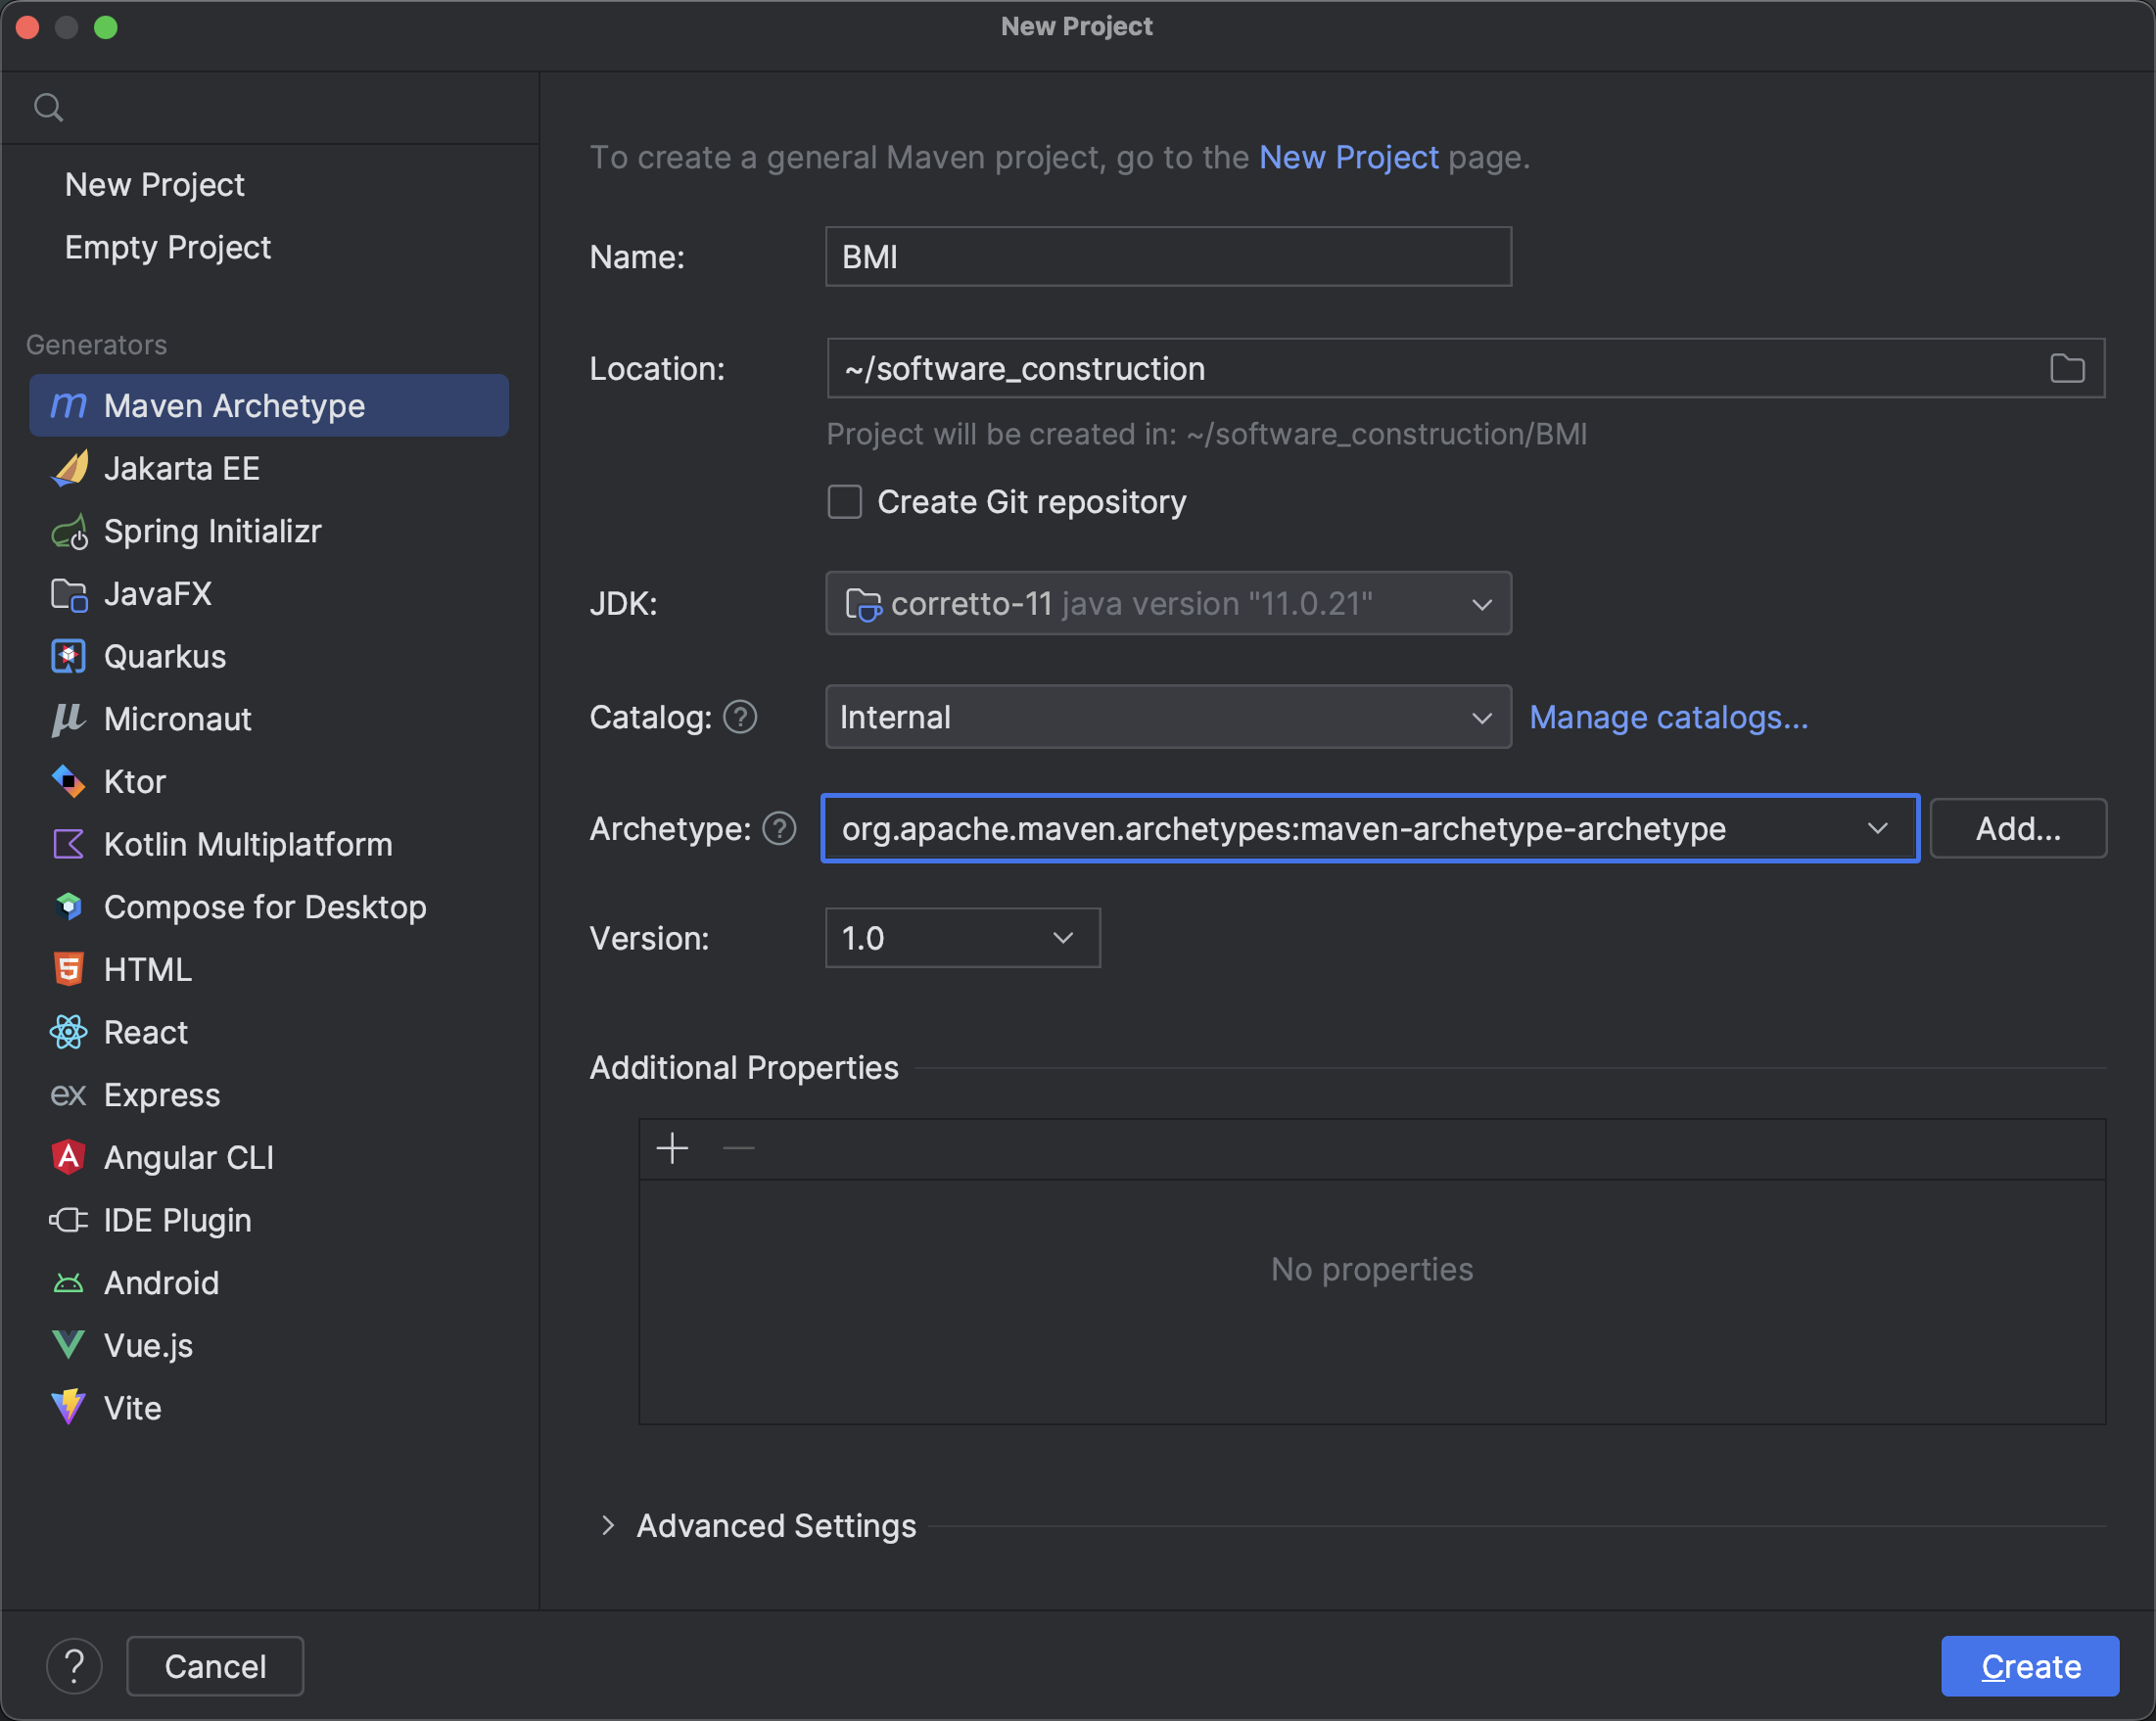 New Project
New Project
Empty Project
Generators
Maven Archetype
Jakarta EE
Spring Initializr
JavaFX
Quarkus
Micronaut
Ktor
Kotlin Multiplatform
Compose for Desktop
HTML
React
ex Express
Angular CLI
IDE Plugin
Android
Vue.js
Vite
To create a general Maven project, go to the New Project page.
Name: BMI
Location: ~/software_construction
Project will be created in: ~/software_construction/BMI
Create Git repository
JDK: corretto-11 java version "11.0.21"
Catalog: ? Internal Manage catalogs...
Archetype: ? org.apache.maven.archetypes:maven-archetype-archetype Add...
Version: 1.0
Additional Properties
No properties
Advanced Settings
? Cancel Create